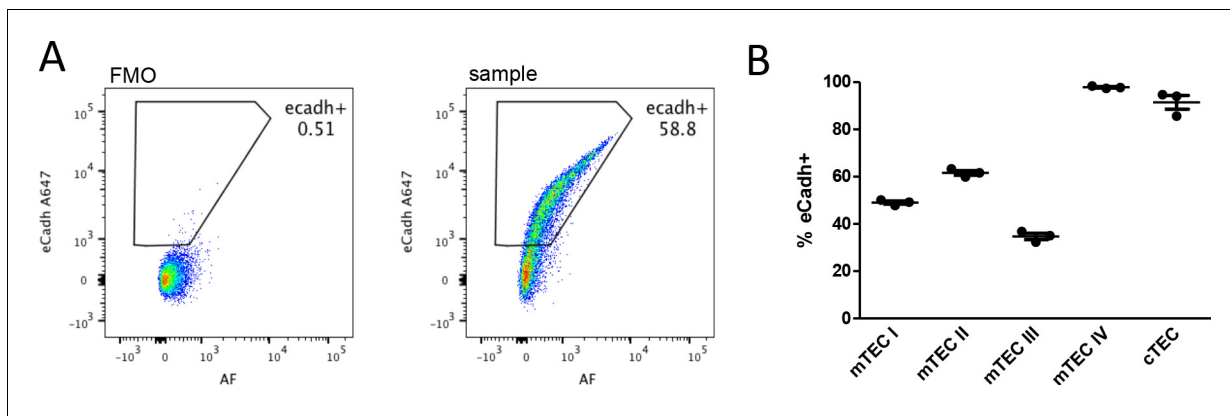 A
FMO
ecadh+
0.51
10^5
10^4
10^3
0
-10^3
eCadh A647
-10^3
0
10^3
10^4
10^5
AF
sample
ecadh+
58.8
10^5
10^4
10^3
0
-10^3
eCadh A647
-10^3
0
10^3
10^4
10^5
AF
B
100
80
60
40
20
0
% eCadh+
mTEC I
mTEC II
mTEC III
mTEC IV
cTEC